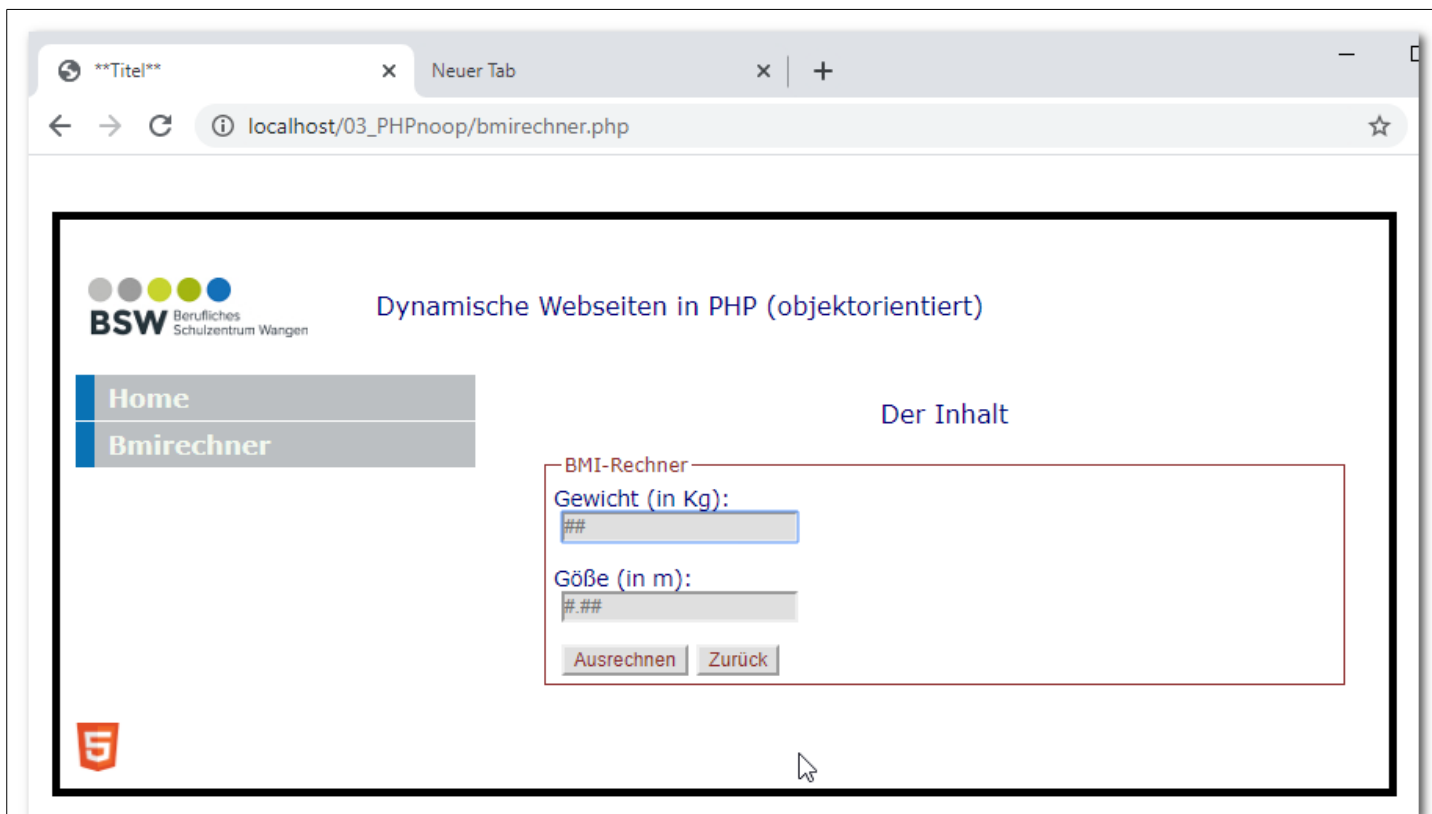 **Titel**
Neuer Tab
localhost/03_PHPnoop/bmirechner.php
BSW Berufliches
Schulzentrum Wangen
Dynamische Webseiten in PHP (objektorientiert)
Home
Bmirechner
Der Inhalt
BMI-Rechner
Gewicht (in Kg):
##
Göße (in m):
#.##
Ausrechnen Zurück
5